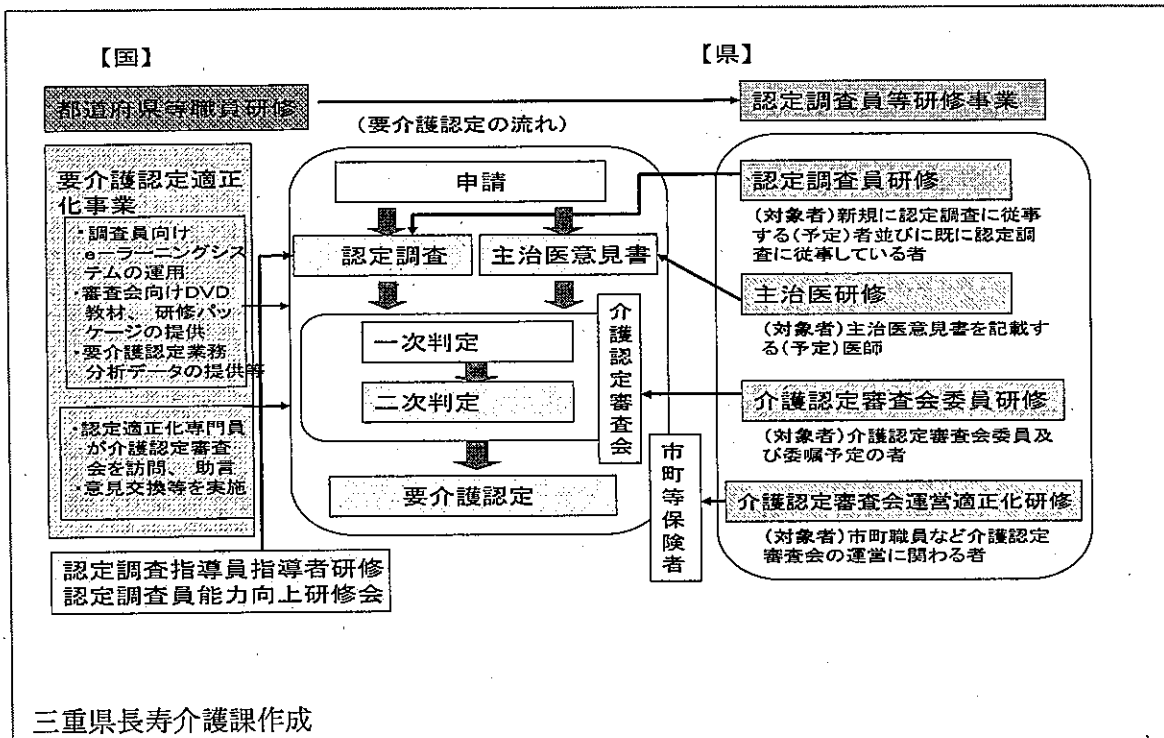 【国】
【県】
都道府県等職員研修
認定調査員等研修事業
(要介護認定の流れ)
要介護認定適正
化事業
・調査員向け
eーラーニングシス
テムの運用
・審査会向けDVD
教材、研修パッ
ケージの提供
・要介護認定業務
分析データの提供等
・認定適正化専門員
が介護認定審査
会を訪問、助言
・意見交換等を実施
認定調査指導員指導者研修
認定調査員能力向上研修会
申請
認定調査
主治医意見書
一次判定
二次判定
介護認定審査会
要介護認定
市町等保険者
認定調査員研修
(対象者)新規に認定調査に従事
する(予定)者並びに既に認定調
査に従事している者
主治医研修
(対象者)主治医意見書を記載す
る(予定)医師
介護認定審査会委員研修
(対象者)介護認定審査会委員及
び委嘱予定の者
介護認定審査会運営適正化研修
(対象者)市町職員など介護認定
審査会の運営に関わる者
三重県長寿介護課作成